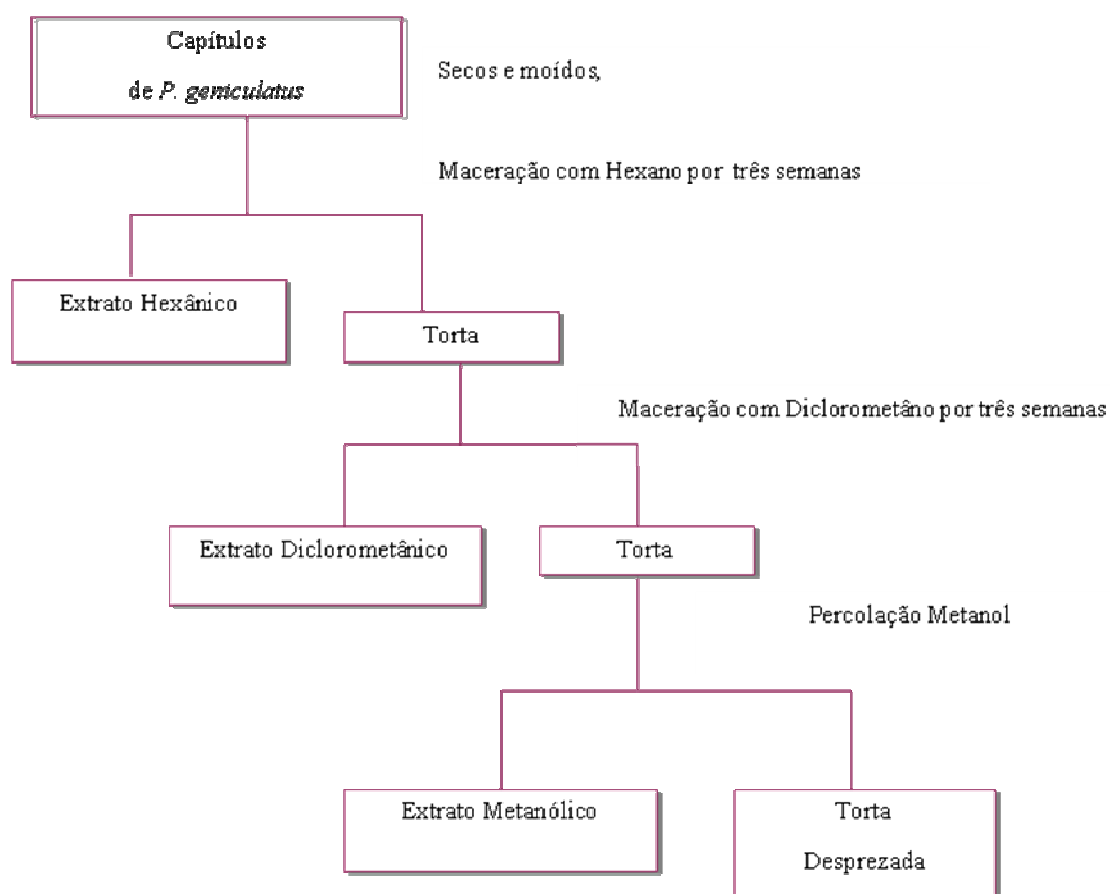 Capítulos
de P. geniculatus
Secos e moídos,
Maceração com Hexano por três semanas
Extrato Hexânico
Torta
Maceração com Diclorometâno por três semanas
Extrato Diclorometânico
Torta
Percolação Metanol
Extrato Metanólico
Torta
Desprezada